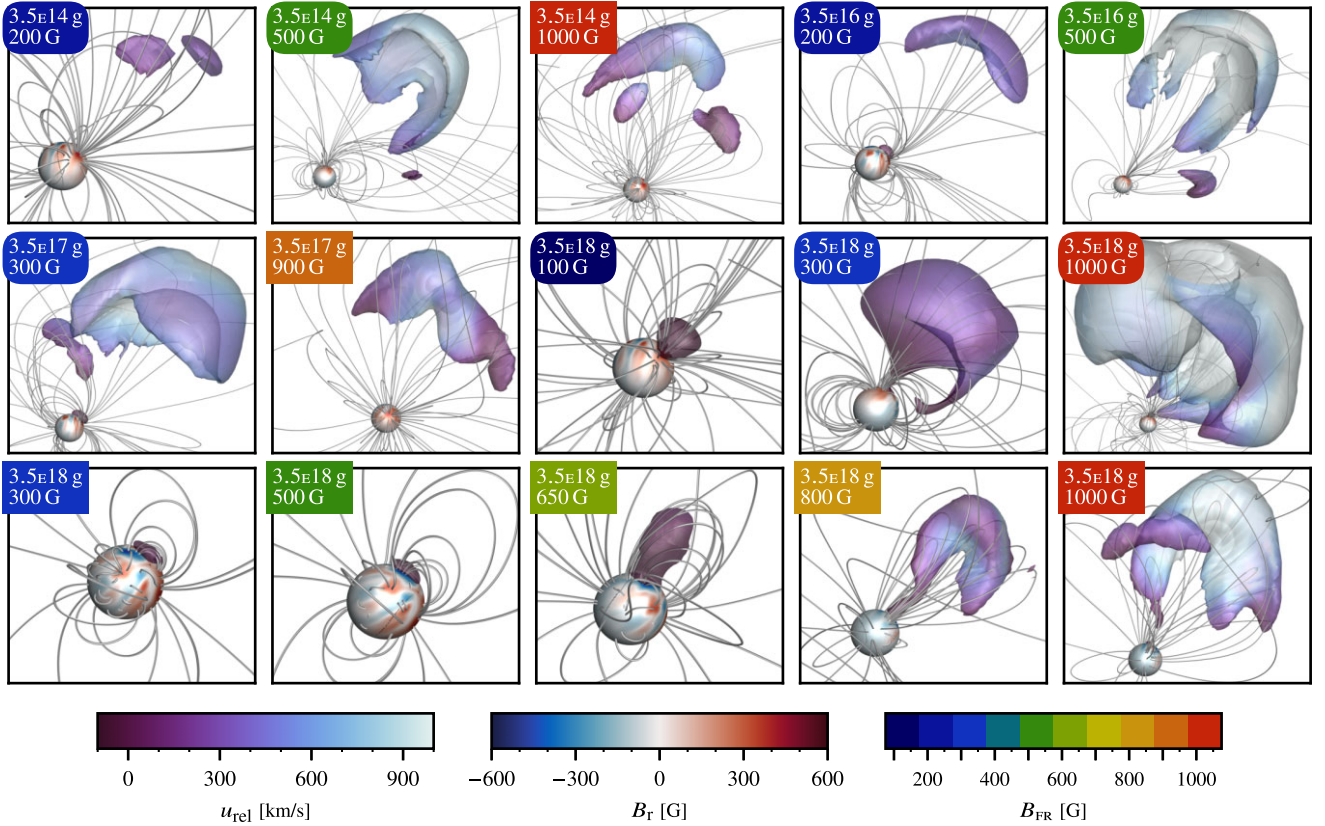 3.5E14 g
200 G
3.5E14 g
500 G
3.5E14 g
1000 G
3.5E16 g
200 G
3.5E16 g
500 G
3.5E17 g
300 G
3.5E17 g
900 G
3.5E18 g
100 G
3.5E18 g
300 G
3.5E18 g
1000 G
3.5E18 g
300 G
3.5E18 g
500 G
3.5E18 g
650 G
3.5E18 g
800 G
3.5E18 g
1000 G
0 300 600 900
u_rel [km/s]
−600 −300 0 300 600
B_r [G]
200 400 600 800 1000
B_FR [G]